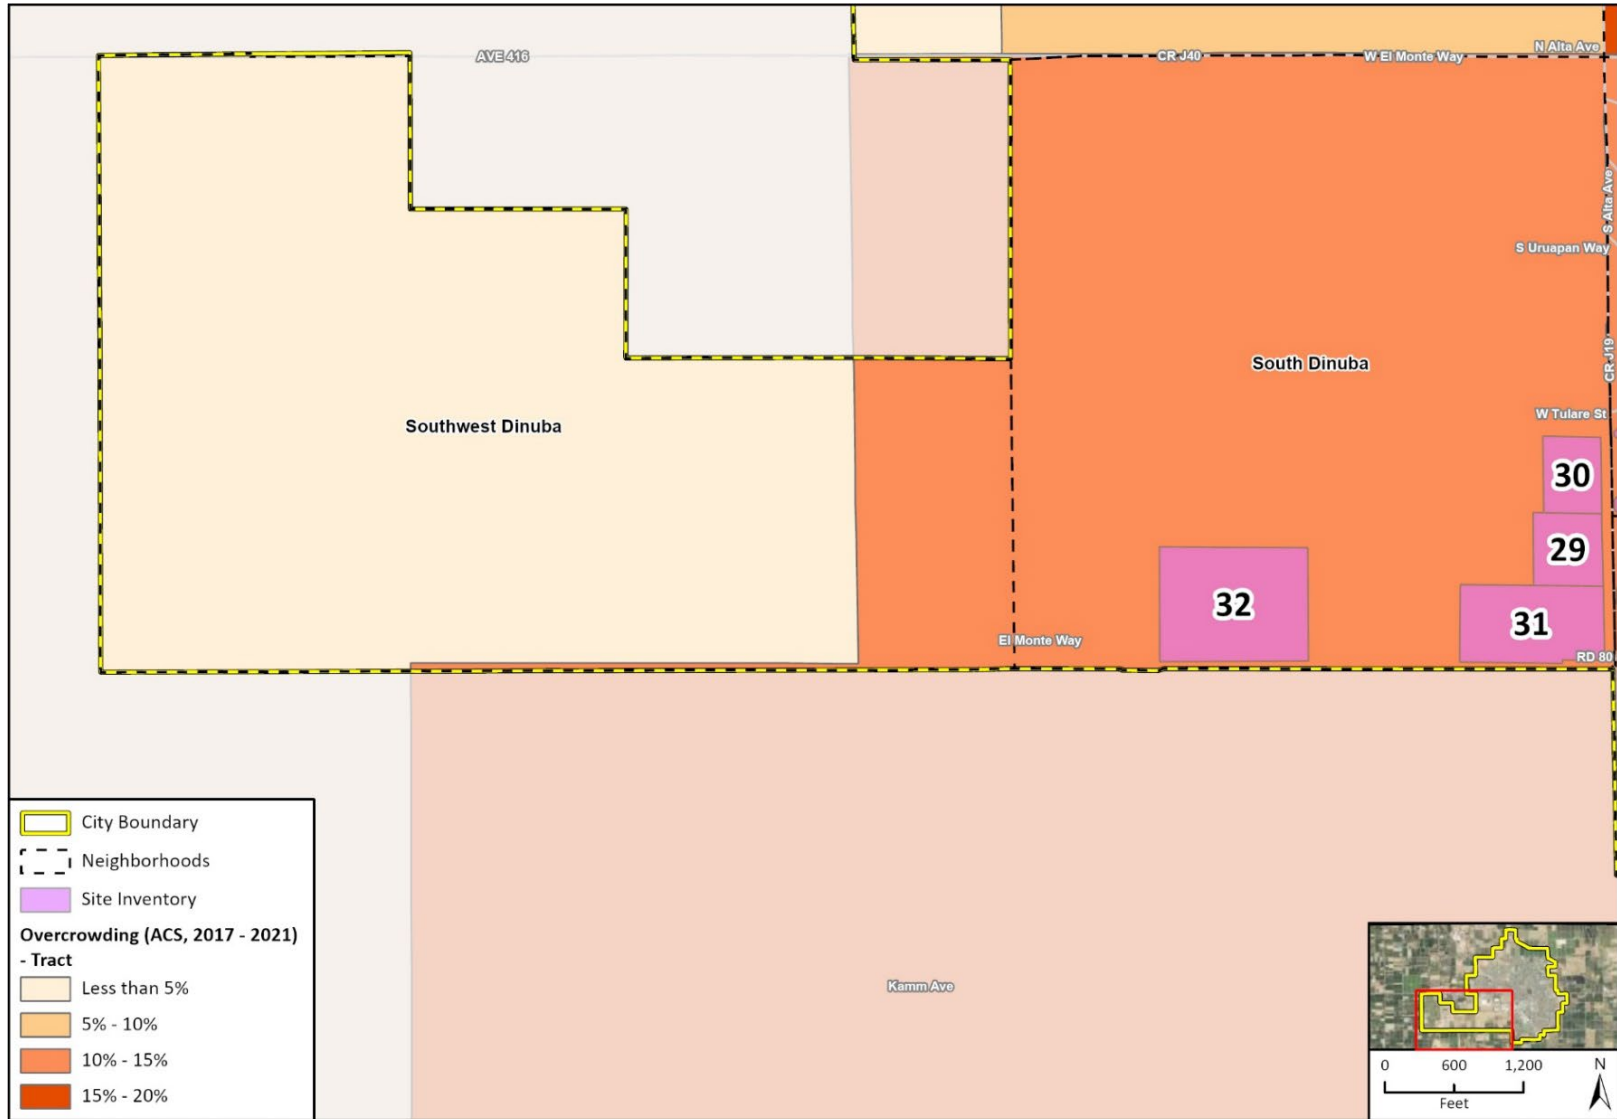 AVE 416
CR J40
W El Monte Way
N Alta Ave
S Alta Ave
S Uruapan Way
CR J19
South Dinuba
W Tulare St
Southwest Dinuba
30
29
32
31
El Monte Way
RD 80
Kamm Ave
City Boundary
Neighborhoods
Site Inventory
Overcrowding (ACS, 2017 - 2021)
- Tract
Less than 5%
5% - 10%
10% - 15%
15% - 20%
0 600 1,200
Feet
N